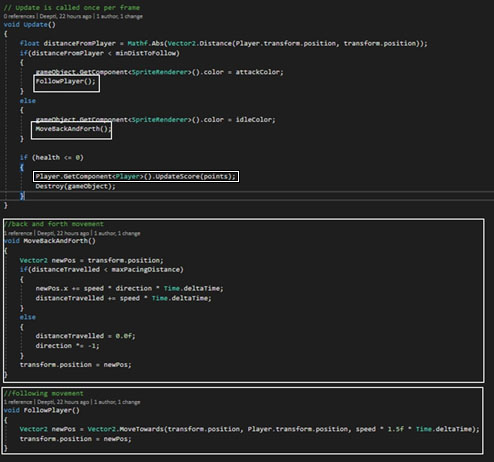 // Update is called once per frame
0 references | Deepti, 22 hours ago | 1 author, 1 change
void Update()
{
float distanceFromPlayer = Mathf.Abs(Vector2.Distance(Player.transform.position, transform.position));
if(distanceFromPlayer < minDistToFollow)
{
gameObject.GetComponent<SpriteRenderer>().color = attackColor;
FollowPlayer();
}
else
{
gameObject.GetComponent<SpriteRenderer>().color = idleColor;
MoveBackAndForth();
}
if (health <= 0)
{
Player.GetComponent<Player>().UpdateScore(points);
Destroy(gameObject);
}
}
//back and forth movement
1 reference | Deepti, 22 hours ago | 1 author, 1 change
void MoveBackAndForth()
{
Vector2 newPos = transform.position;
if(distanceTravelled < maxPacingDistance)
{
newPos.x += speed * direction * Time.deltaTime;
distanceTravelled += speed * Time.deltaTime;
}
else
{
distanceTravelled = 0.0f;
direction *= -1;
}
transform.position = newPos;
}
//following movement
1 reference | Deepti, 22 hours ago | 1 author, 1 change
void FollowPlayer()
{
Vector2 newPos = Vector2.MoveTowards(transform.position, Player.transform.position, speed * 1.5f * Time.deltaTime);
transform.position = newPos;
}